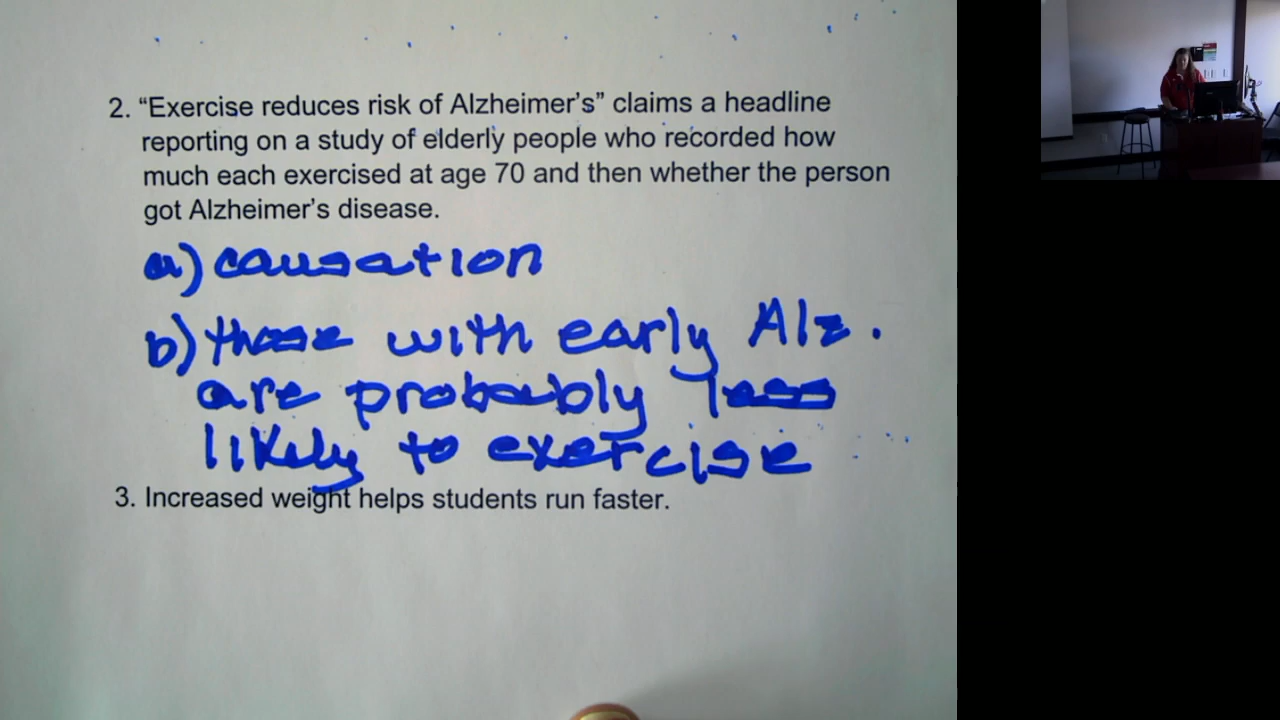 2. “Exercise reduces risk of Alzheimer’s” claims a headline
reporting on a study of elderly people who recorded how
much each exercised at age 70 and then whether the person
got Alzheimer’s disease.
a) causation
b) those with early Alz.
are probably less
likely to exercise
3. Increased weight helps students run faster.